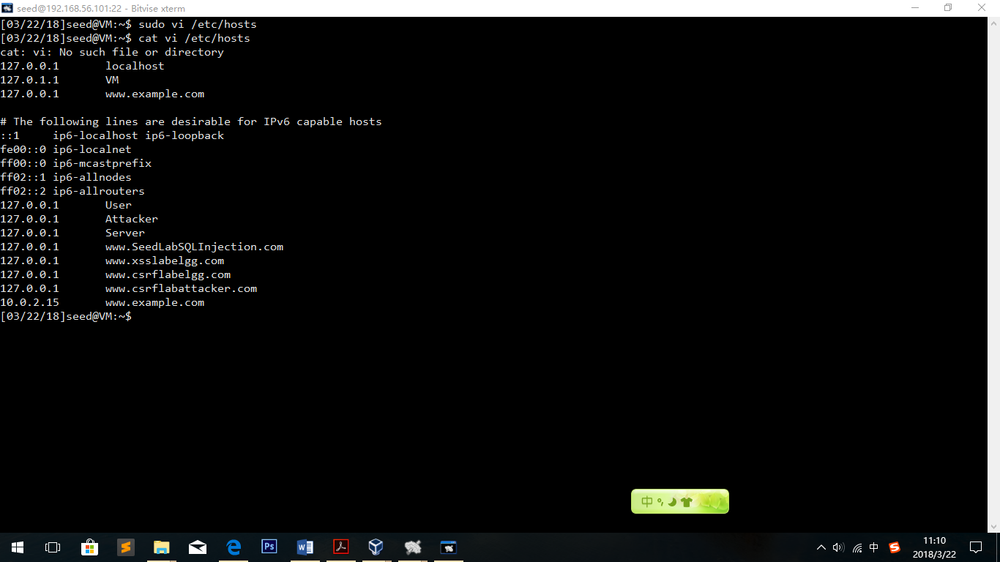 seed@192.168.56.101:22 - Bitvise xterm
[03/22/18]seed@VM:~$ sudo vi /etc/hosts
[03/22/18]seed@VM:~$ cat vi /etc/hosts
cat: vi: No such file or directory
127.0.0.1       localhost
127.0.1.1       VM
127.0.0.1       www.example.com

# The following lines are desirable for IPv6 capable hosts
::1     ip6-localhost ip6-loopback
fe00::0 ip6-localnet
ff00::0 ip6-mcastprefix
ff02::1 ip6-allnodes
ff02::2 ip6-allrouters
127.0.0.1       User
127.0.0.1       Attacker
127.0.0.1       Server
127.0.0.1       www.SeedLabSQLInjection.com
127.0.0.1       www.xsslabelgg.com
127.0.0.1       www.csrflabelgg.com
127.0.0.1       www.csrflabattacker.com
10.0.2.15       www.example.com
[03/22/18]seed@VM:~$
中 °,
Ps
中
S
11:10
2018/3/22